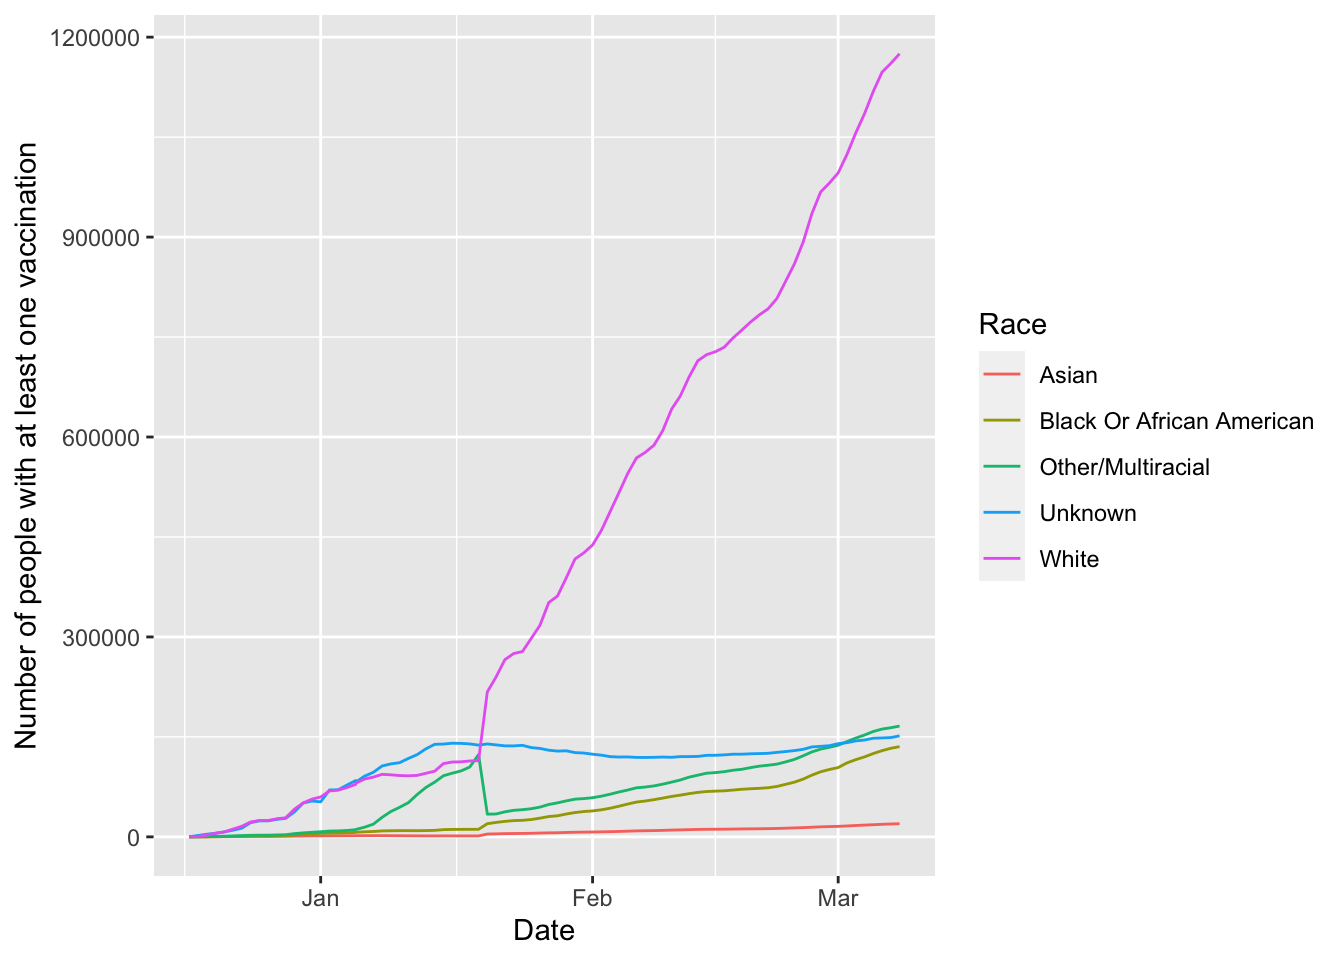 Number of people with at least one vaccination
1200000
900000
600000
300000
0
Jan
Feb
Mar
Date
Race
Asian
Black Or African American
Other/Multiracial
Unknown
White